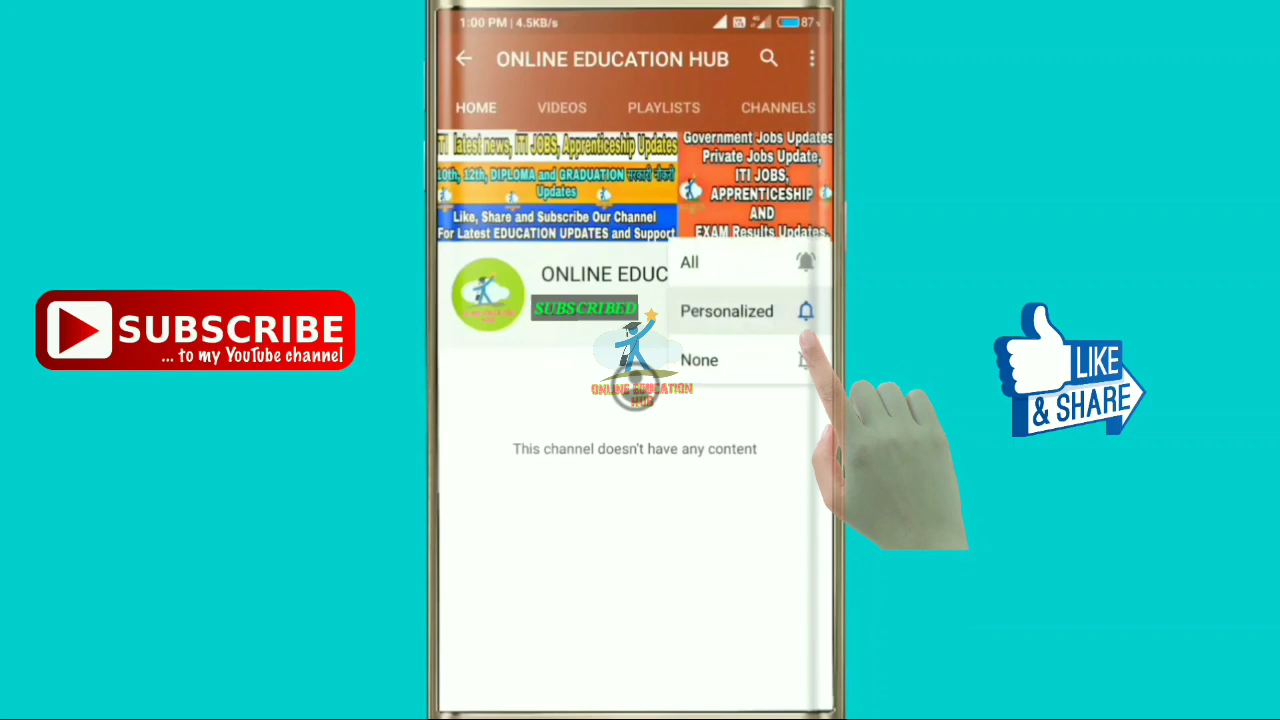 1:00 PM | 4.5KB/s
87
ONLINE EDUCATION HUB
HOME VIDEOS PLAYLISTS CHANNELS
ITI latest news, ITI JOBS, Apprenticeship Updates
10th, 12th, DIPLOMA and GRADUATION सरकारी नौकरी
Updates
Like, Share and Subscribe Our Channel
For Latest EDUCATION UPDATES and Support
Government Jobs Updates
Private Jobs Update,
ITI JOBS,
APPRENTICESHIP
AND
EXAM Results Updates,
ONLINE EDUC
SUBSCRIBED
All
Personalized
None
ONLINE EDUCATION
HUB
This channel doesn't have any content
SUBSCRIBE
... to my YouTube channel
LIKE
& SHARE